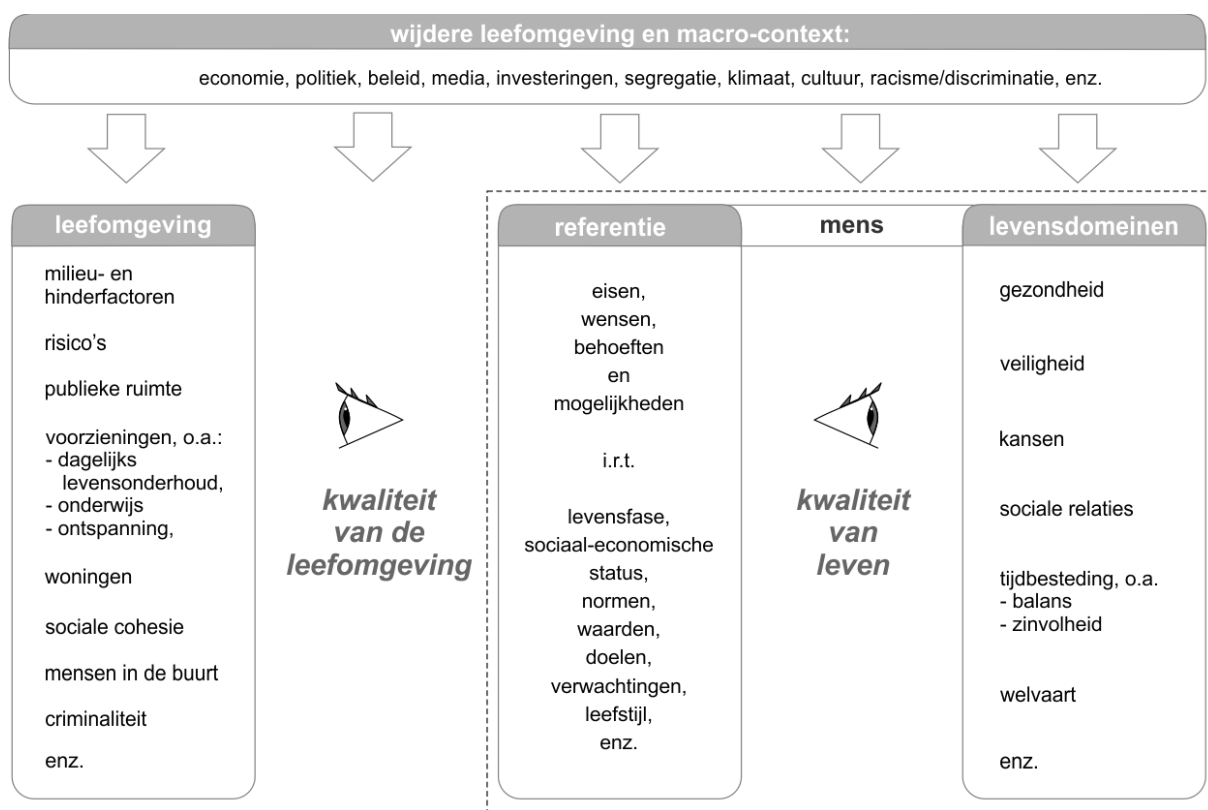 wijdere leefomgeving en macro-context:
economie, politiek, beleid, media, investeringen, segregatie, klimaat, cultuur, racisme/discriminatie, enz.
leefomgeving
milieu- en
hinderfactoren
risico's
publieke ruimte
voorzieningen, o.a.:
- dagelijks
levensonderhoud,
- onderwijs
- ontspanning,
woningen
sociale cohesie
mensen in de buurt
criminaliteit
enz.
kwaliteit
van de
leefomgeving
referentie
eisen,
wensen,
behoeften
en
mogelijkheden
i.r.t.
levensfase,
sociaal-economische
status,
normen,
waarden,
doelen,
verwachtingen,
leefstijl,
enz.
mens
kwaliteit
van
leven
levensdomeinen
gezondheid
veiligheid
kansen
sociale relaties
tijdbesteding, o.a.
- balans
- zinvolheid
welvaart
enz.